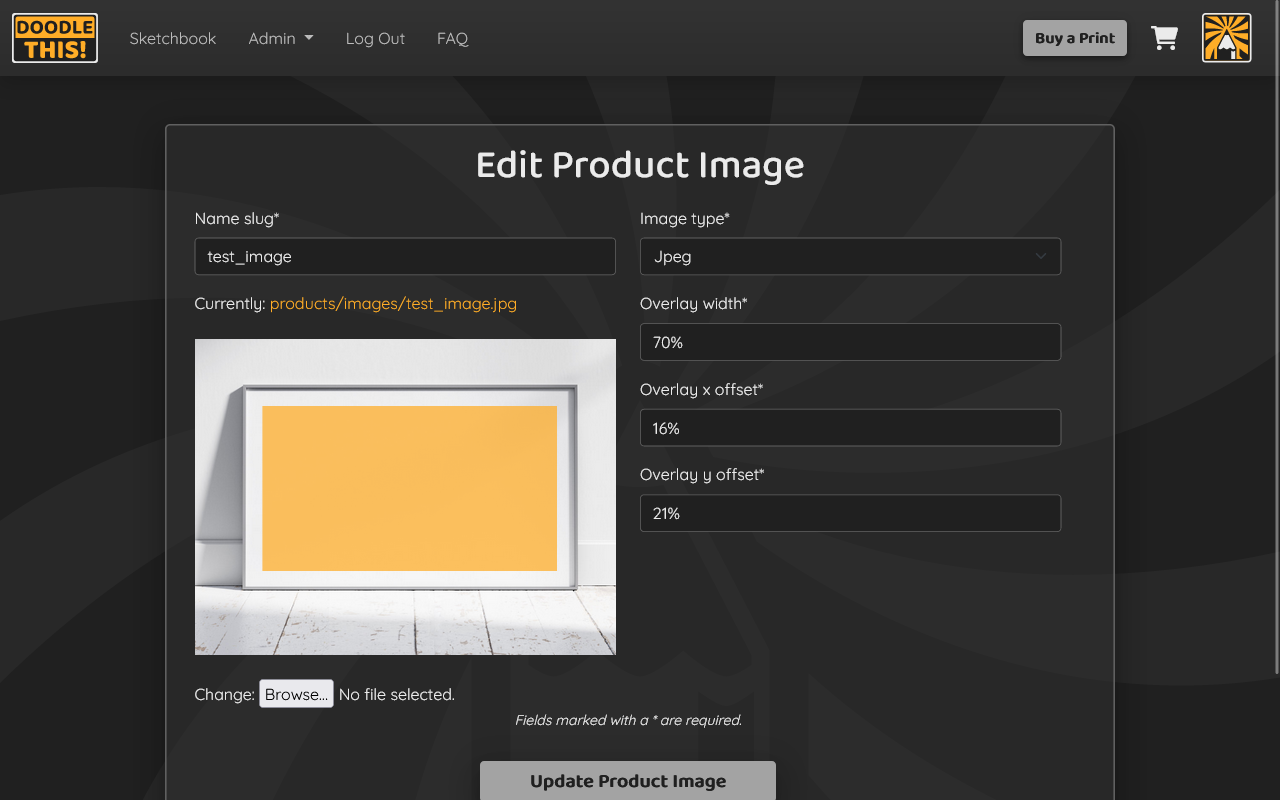 DOODLE
THIS!
Sketchbook
Admin
Log Out
FAQ
Buy a Print
Edit Product Image
Name slug*
test_image
Currently: products/images/test_image.jpg
Change: Browse... No file selected.
Image type*
Jpeg
Overlay width*
70%
Overlay x offset*
16%
Overlay y offset*
21%
Fields marked with a * are required.
Update Product Image